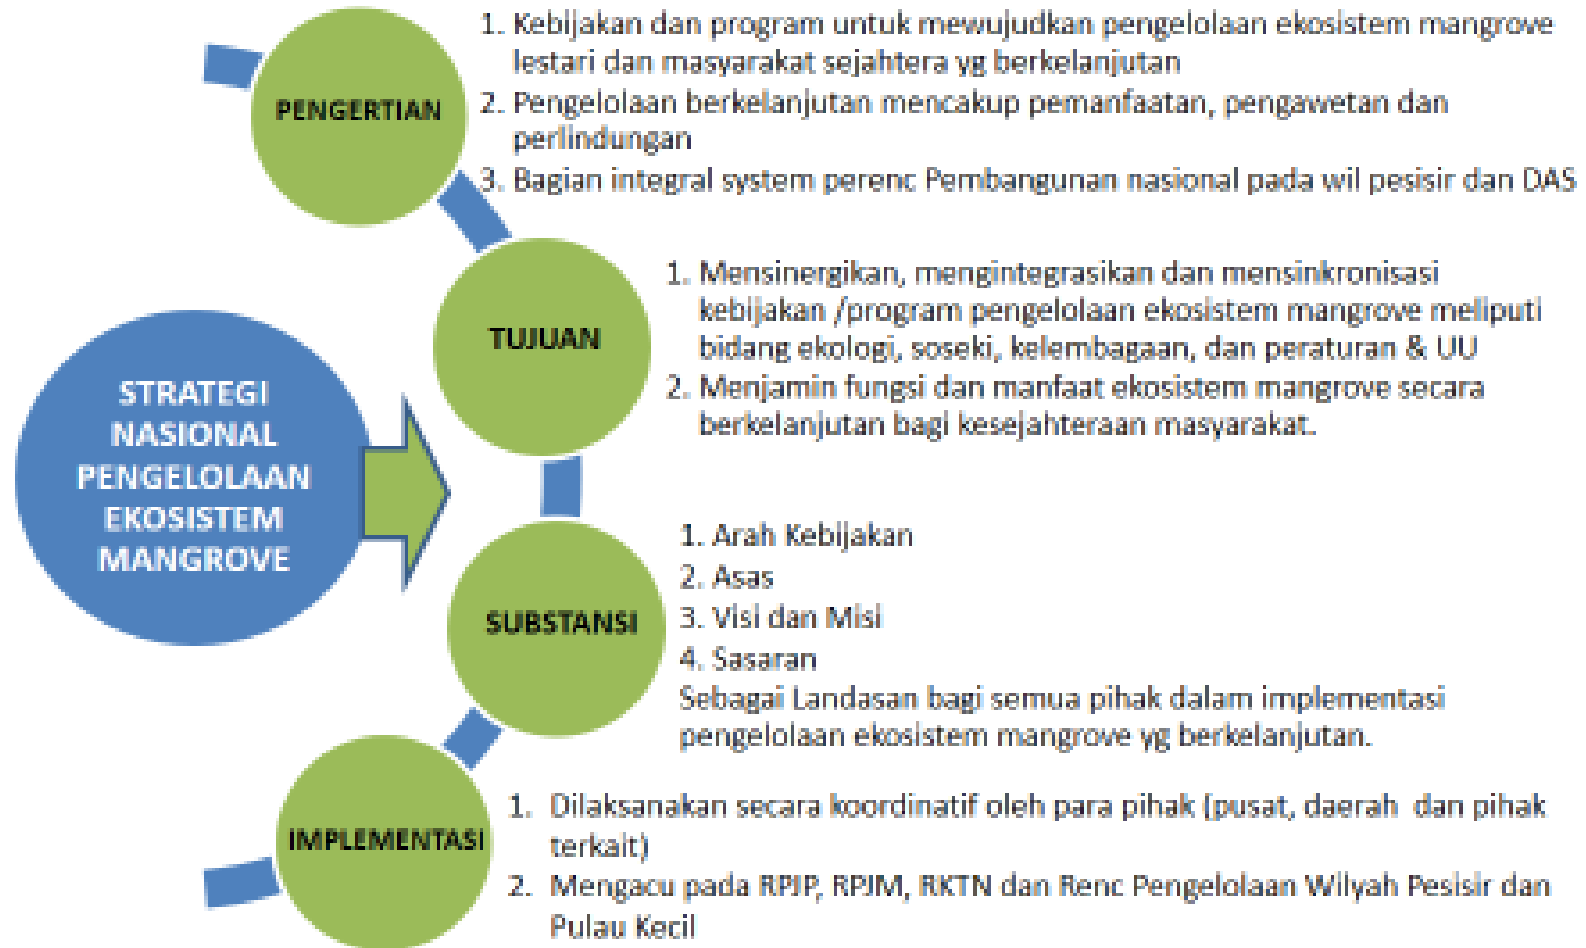 PENGERTIAN
1. Kebijakan dan program untuk mewujudkan pengelolaan ekosistem mangrove
lestari dan masyarakat sejahtera yg berkelanjutan
2. Pengelolaan berkelanjutan mencakup pemanfaatan, pengawetan dan
perlindungan
3. Bagian integral system perenc Pembangunan nasional pada wil pesisir dan DAS
TUJUAN
1. Mensinergikan, mengintegrasikan dan mensinkronisasi
kebijakan /program pengelolaan ekosistem mangrove meliputi
bidang ekologi, soseki, kelembagaan, dan peraturan & UU
2. Menjamin fungsi dan manfaat ekosistem mangrove secara
berkelanjutan bagi kesejahteraan masyarakat.
STRATEGI
NASIONAL
PENGELOLAAN
EKOSISTEM
MANGROVE
SUBSTANSI
1. Arah Kebijakan
2. Asas
3. Visi dan Misi
4. Sasaran
Sebagai Landasan bagi semua pihak dalam implementasi
pengelolaan ekosistem mangrove yg berkelanjutan.
IMPLEMENTASI
1. Dilaksanakan secara koordinatif oleh para pihak (pusat, daerah dan pihak
terkait)
2. Mengacu pada RPJP, RPJM, RKTN dan Renc Pengelolaan Wilyah Pesisir dan
Pulau Kecil